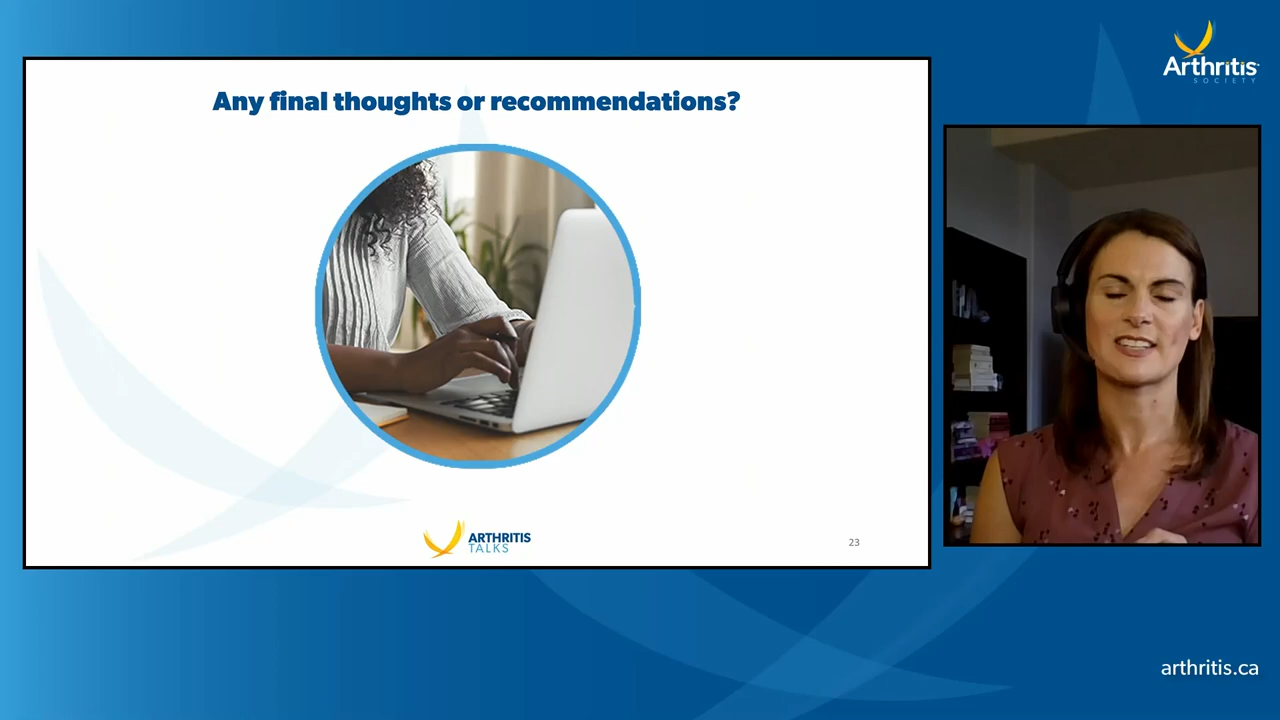 Any final thoughts or recommendations?
ARTHRITIS
TALKS
23
Arthritis
SOCIETY
arthritis.ca